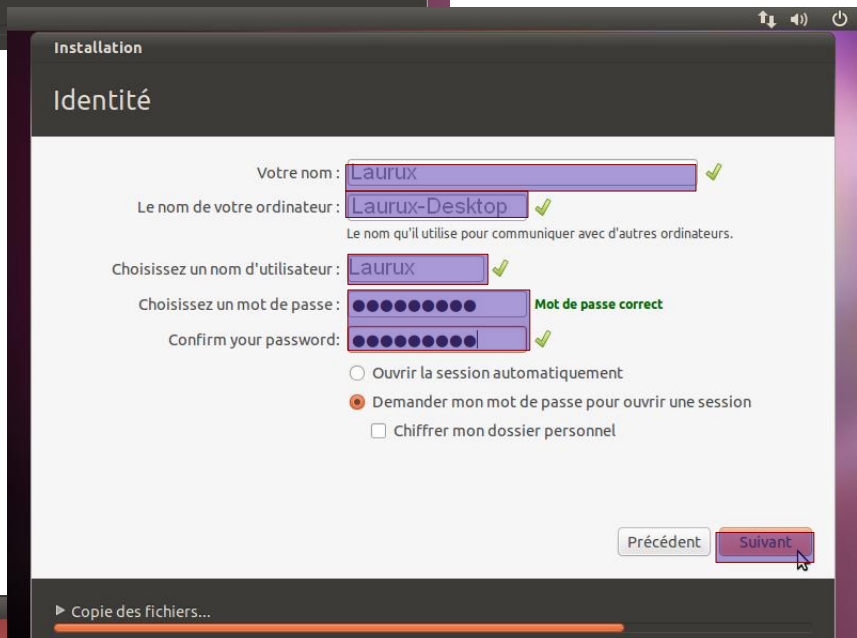 Installation
Identité
Votre nom : Laurux
Le nom de votre ordinateur : Laurux-Desktop
Le nom qu'il utilise pour communiquer avec d'autres ordinateurs.
Choisissez un nom d'utilisateur : Laurux
Choisissez un mot de passe : ●●●●●●●●● Mot de passe correct
Confirm your password: ●●●●●●●●●
Ouvrir la session automatiquement
Demander mon mot de passe pour ouvrir une session
Chiffrer mon dossier personnel
Précédent Suivant
Copie des fichiers...